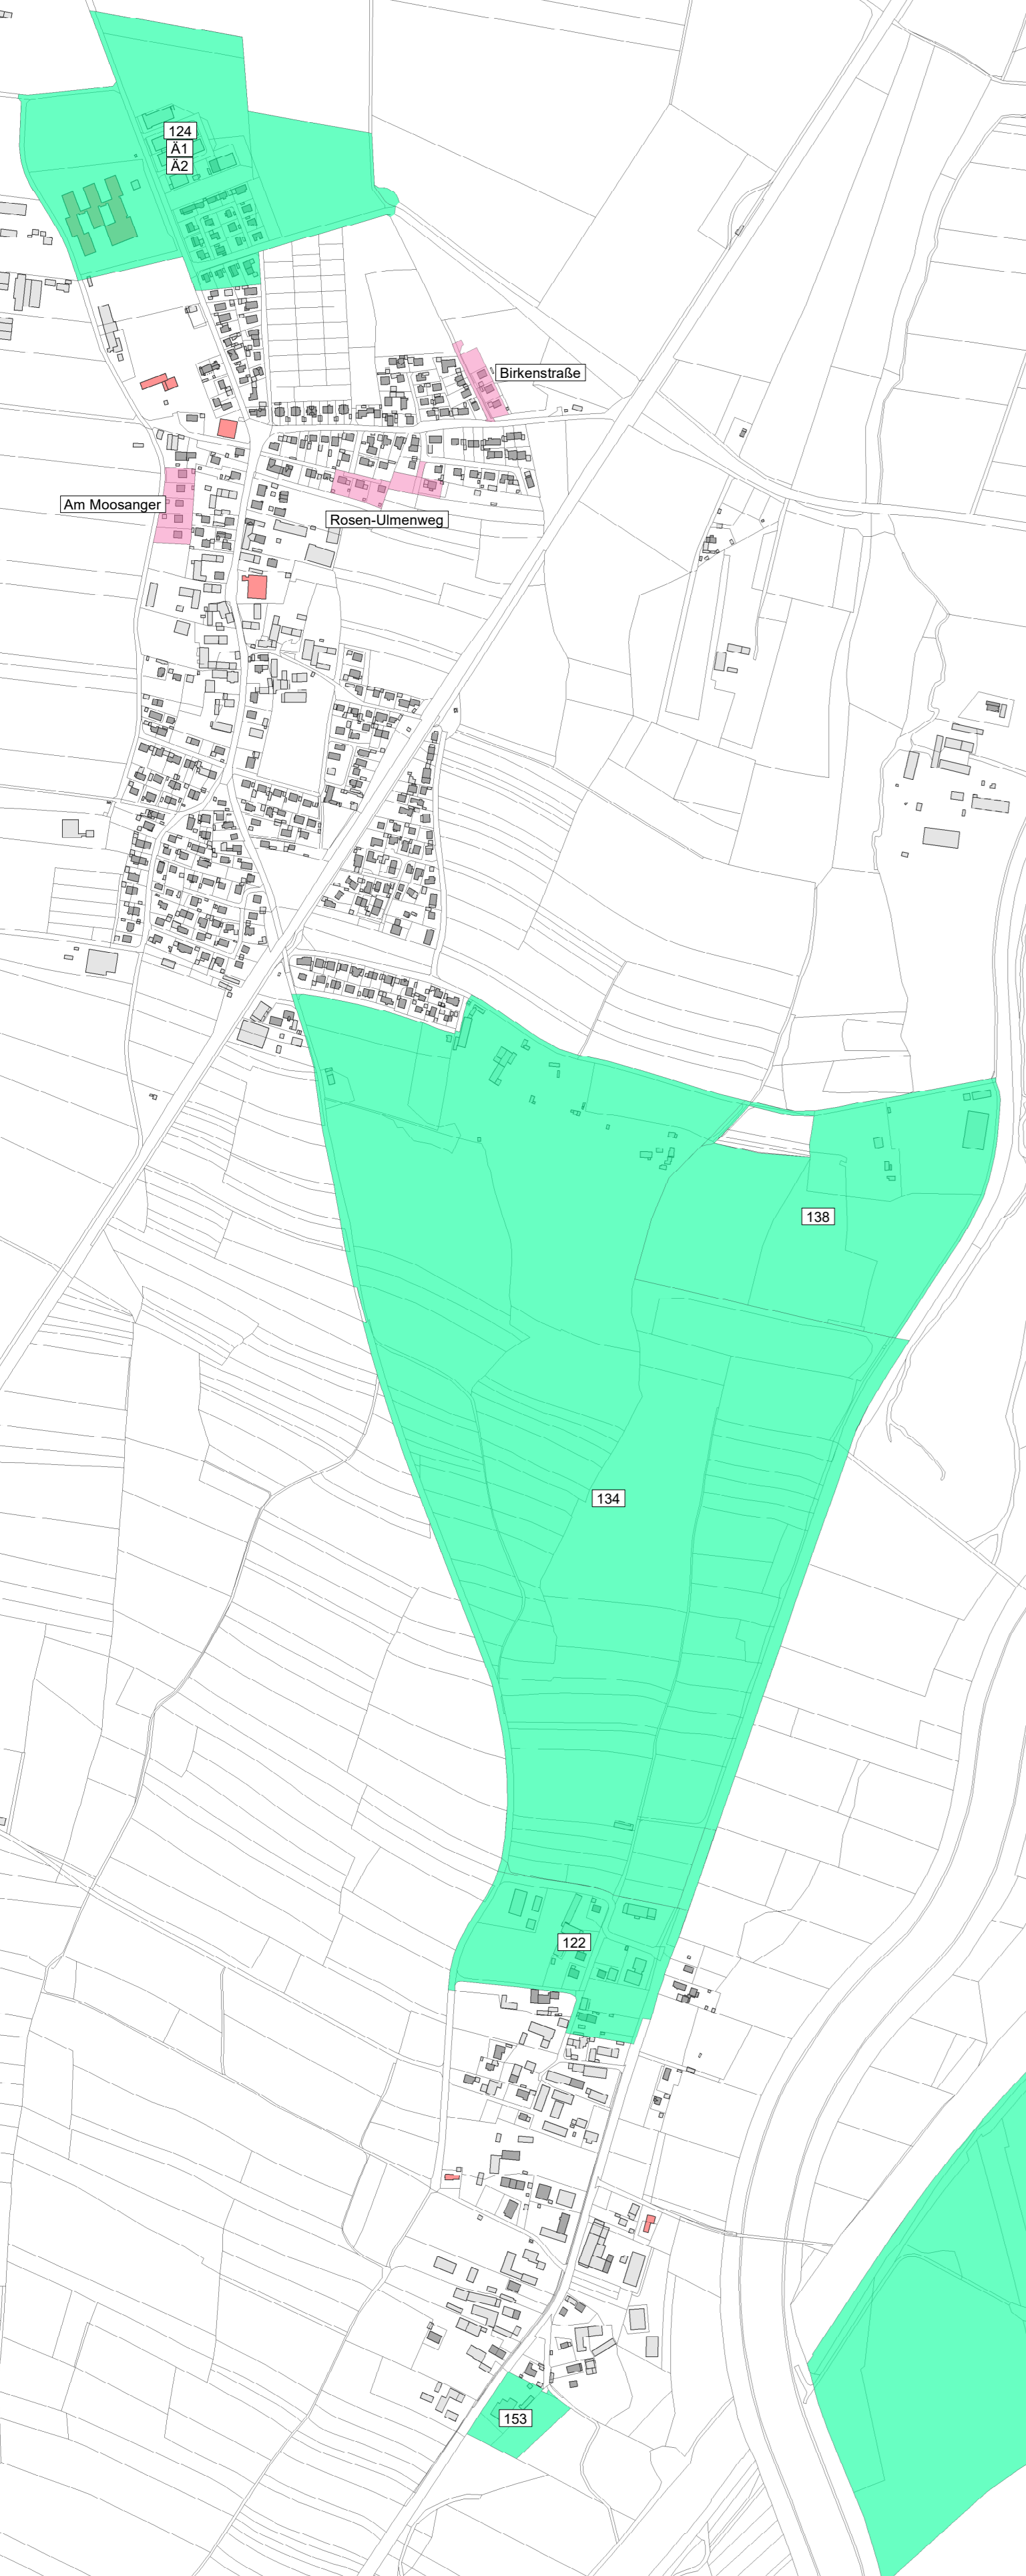 124
Ä1
Ä2
Birkenstraße
Am Moosanger
Rosen-Ulmenweg
138
134
122
153